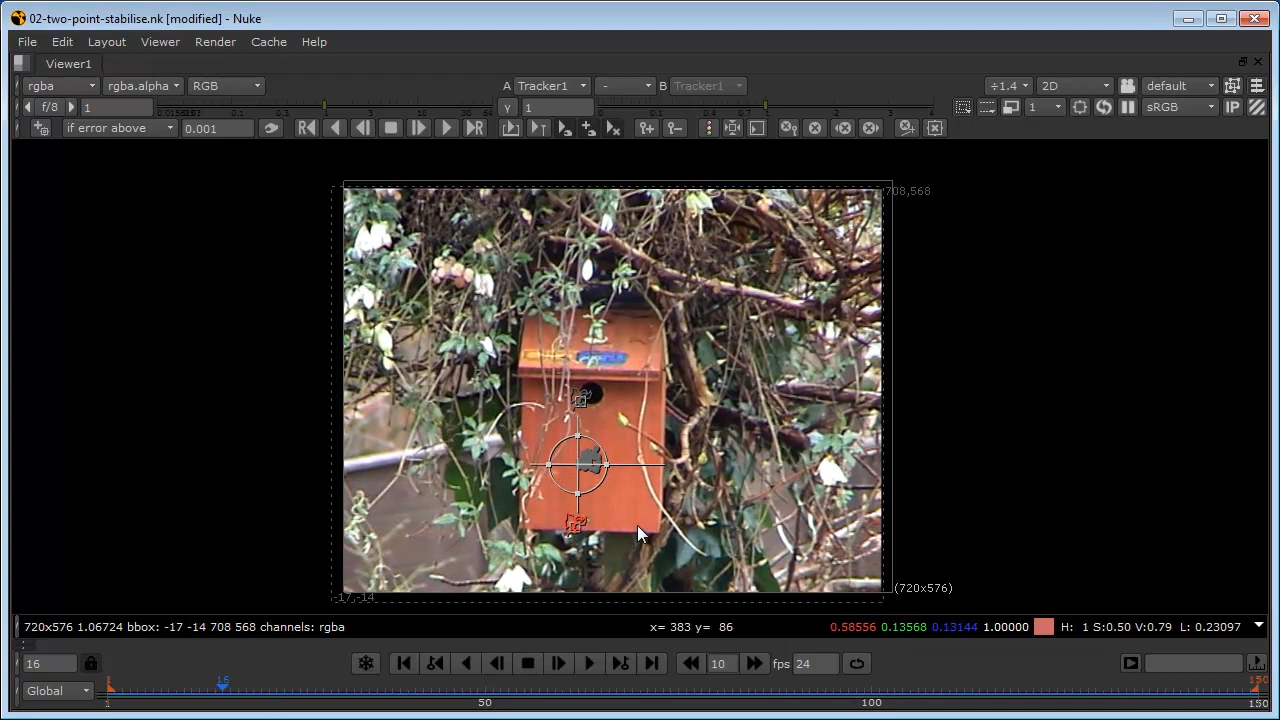 02-two-point-stabilise.nk [modified] - Nuke
File Edit Layout Viewer Render Cache Help
Viewer1
rgba rgba.alpha RGB A Tracker1 - B Tracker1 ÷1.4 2D default
f/8 1 Y 1 1 sRGB IP
if error above 0.001
708,568
(720x576)
-17,-14
720x576 1.06724 bbox: -17 -14 708 568 channels: rgba x= 383 y= 86 0.58556 0.13568 0.13144 1.00000 H: 1 S:0.50 V:0.79 L: 0.23097
16 10 fps 24
Global 1 15 50 100 150 150